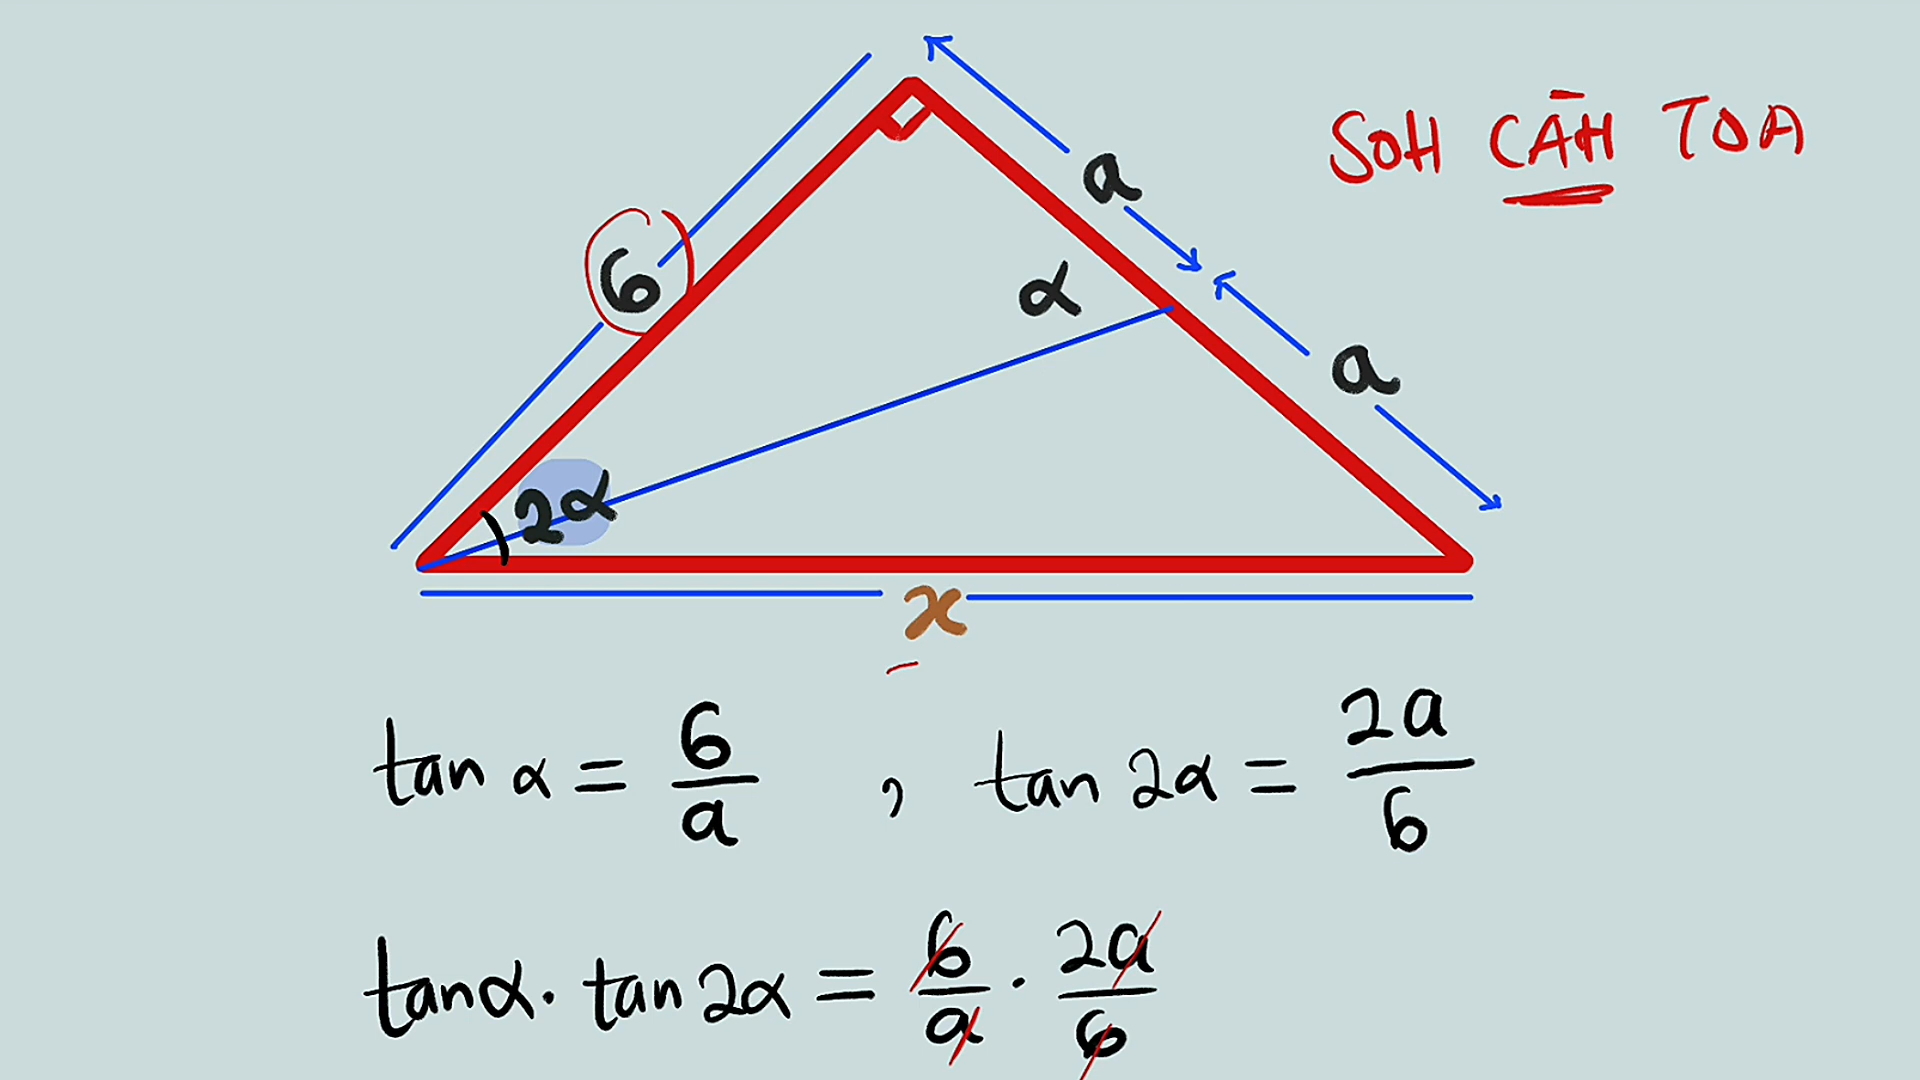 SOH CAH TOA
a
6
α
a
2α
x
tan α = 6/a , tan 2α = 2a/6
tanα · tan 2α = 6/a · 2a/6